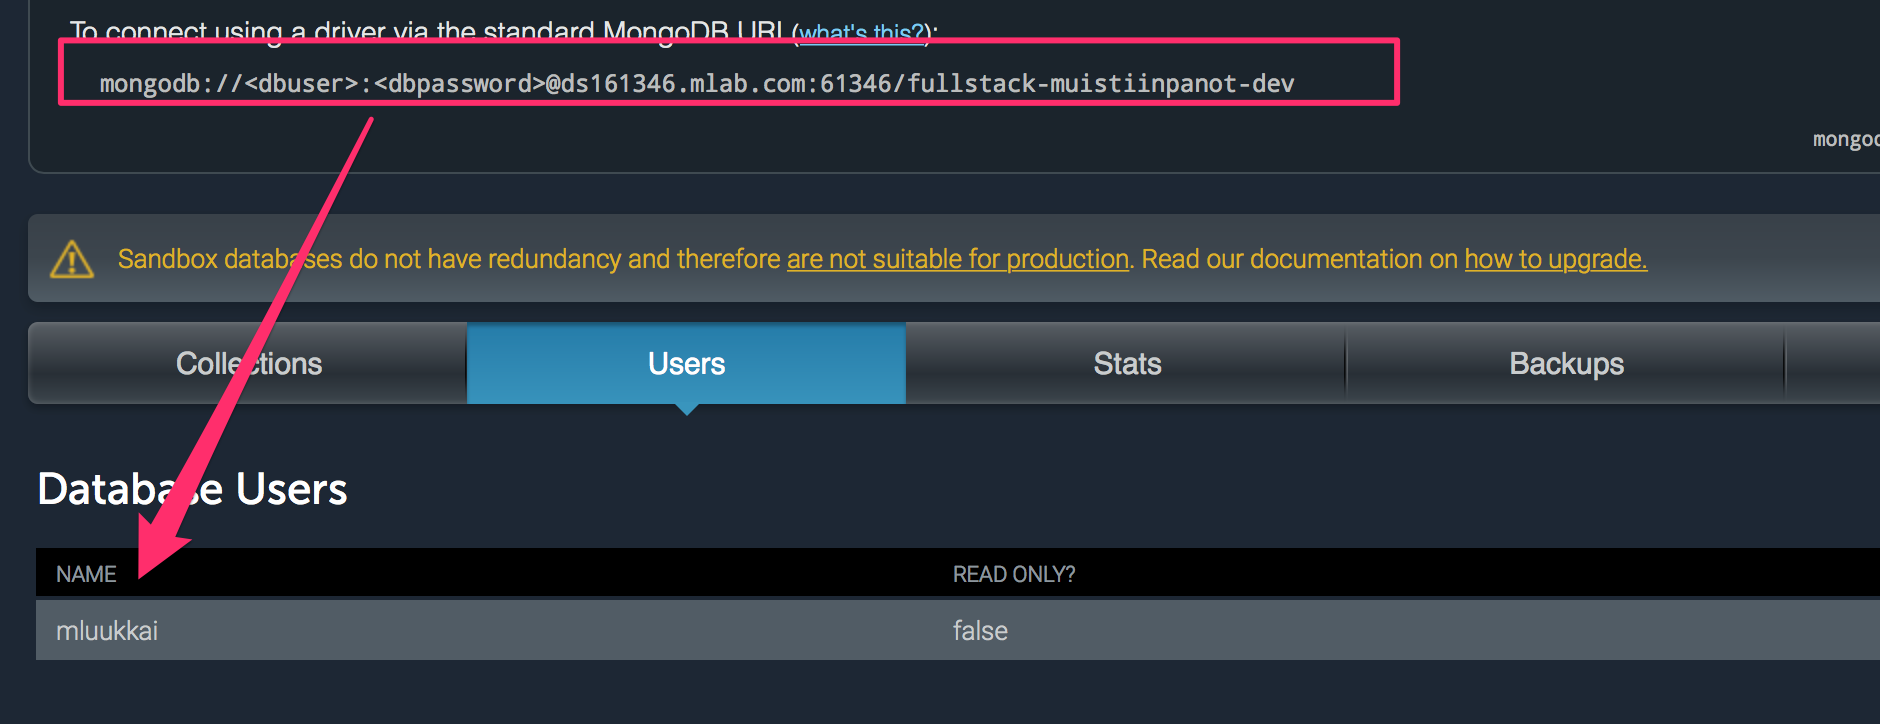 To connect using a driver via the standard MongoDB URI (what's this?):
mongodb://<dbuser>:<dbpassword>@ds161346.mlab.com:61346/fullstack-muistiinpanot-dev
mongod
Sandbox databases do not have redundancy and therefore are not suitable for production. Read our documentation on how to upgrade.
Collections Users Stats Backups
Database Users
NAME READ ONLY?
mluukkai false